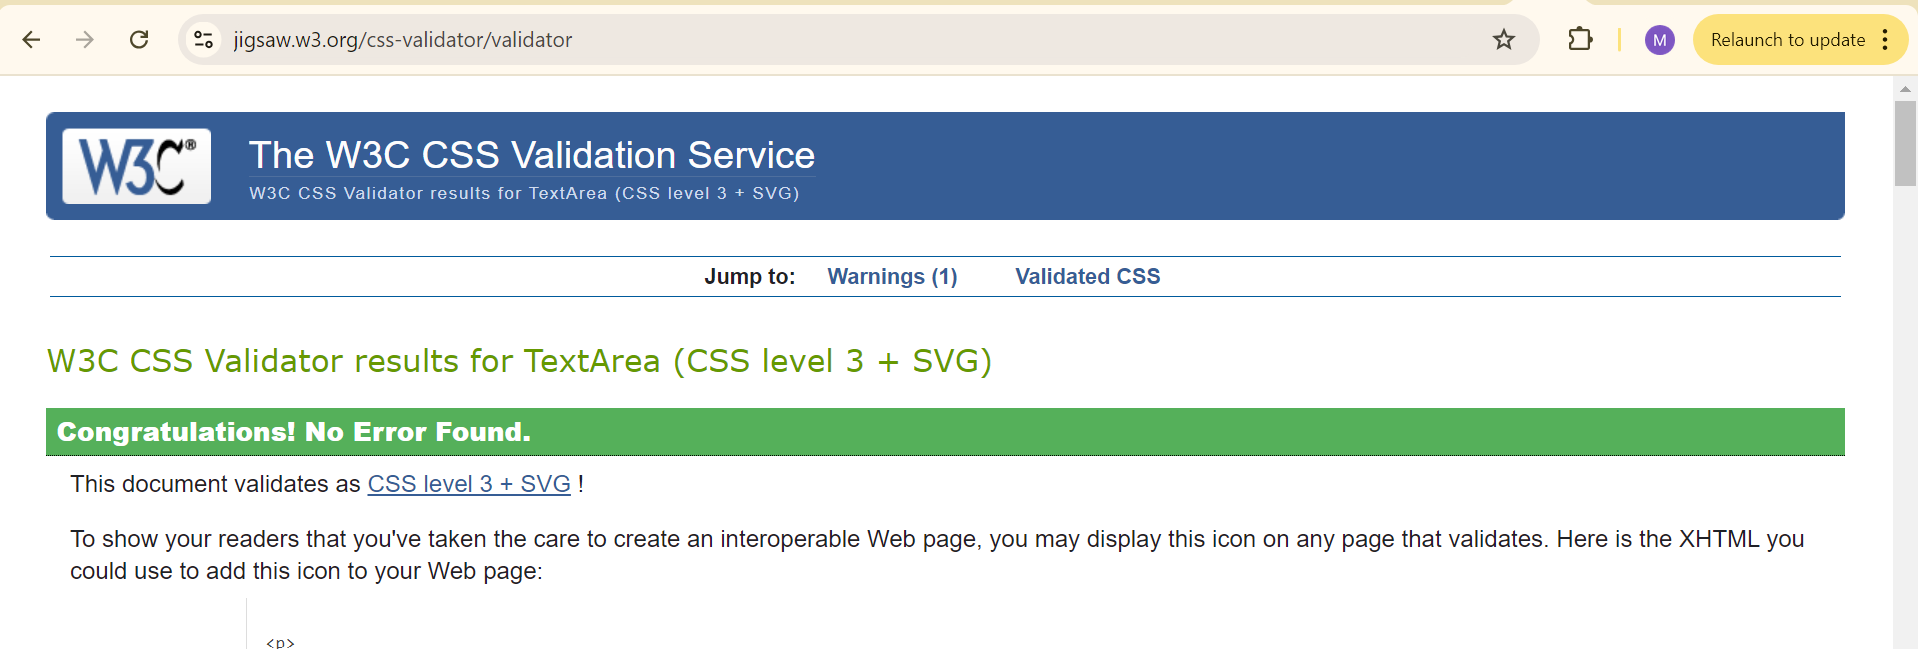 jigsaw.w3.org/css-validator/validator
M
Relaunch to update
W3C®
The W3C CSS Validation Service
W3C CSS Validator results for TextArea (CSS level 3 + SVG)
Jump to: Warnings (1) Validated CSS
W3C CSS Validator results for TextArea (CSS level 3 + SVG)
Congratulations! No Error Found.
This document validates as CSS level 3 + SVG !
To show your readers that you've taken the care to create an interoperable Web page, you may display this icon on any page that validates. Here is the XHTML you
could use to add this icon to your Web page:
<p>